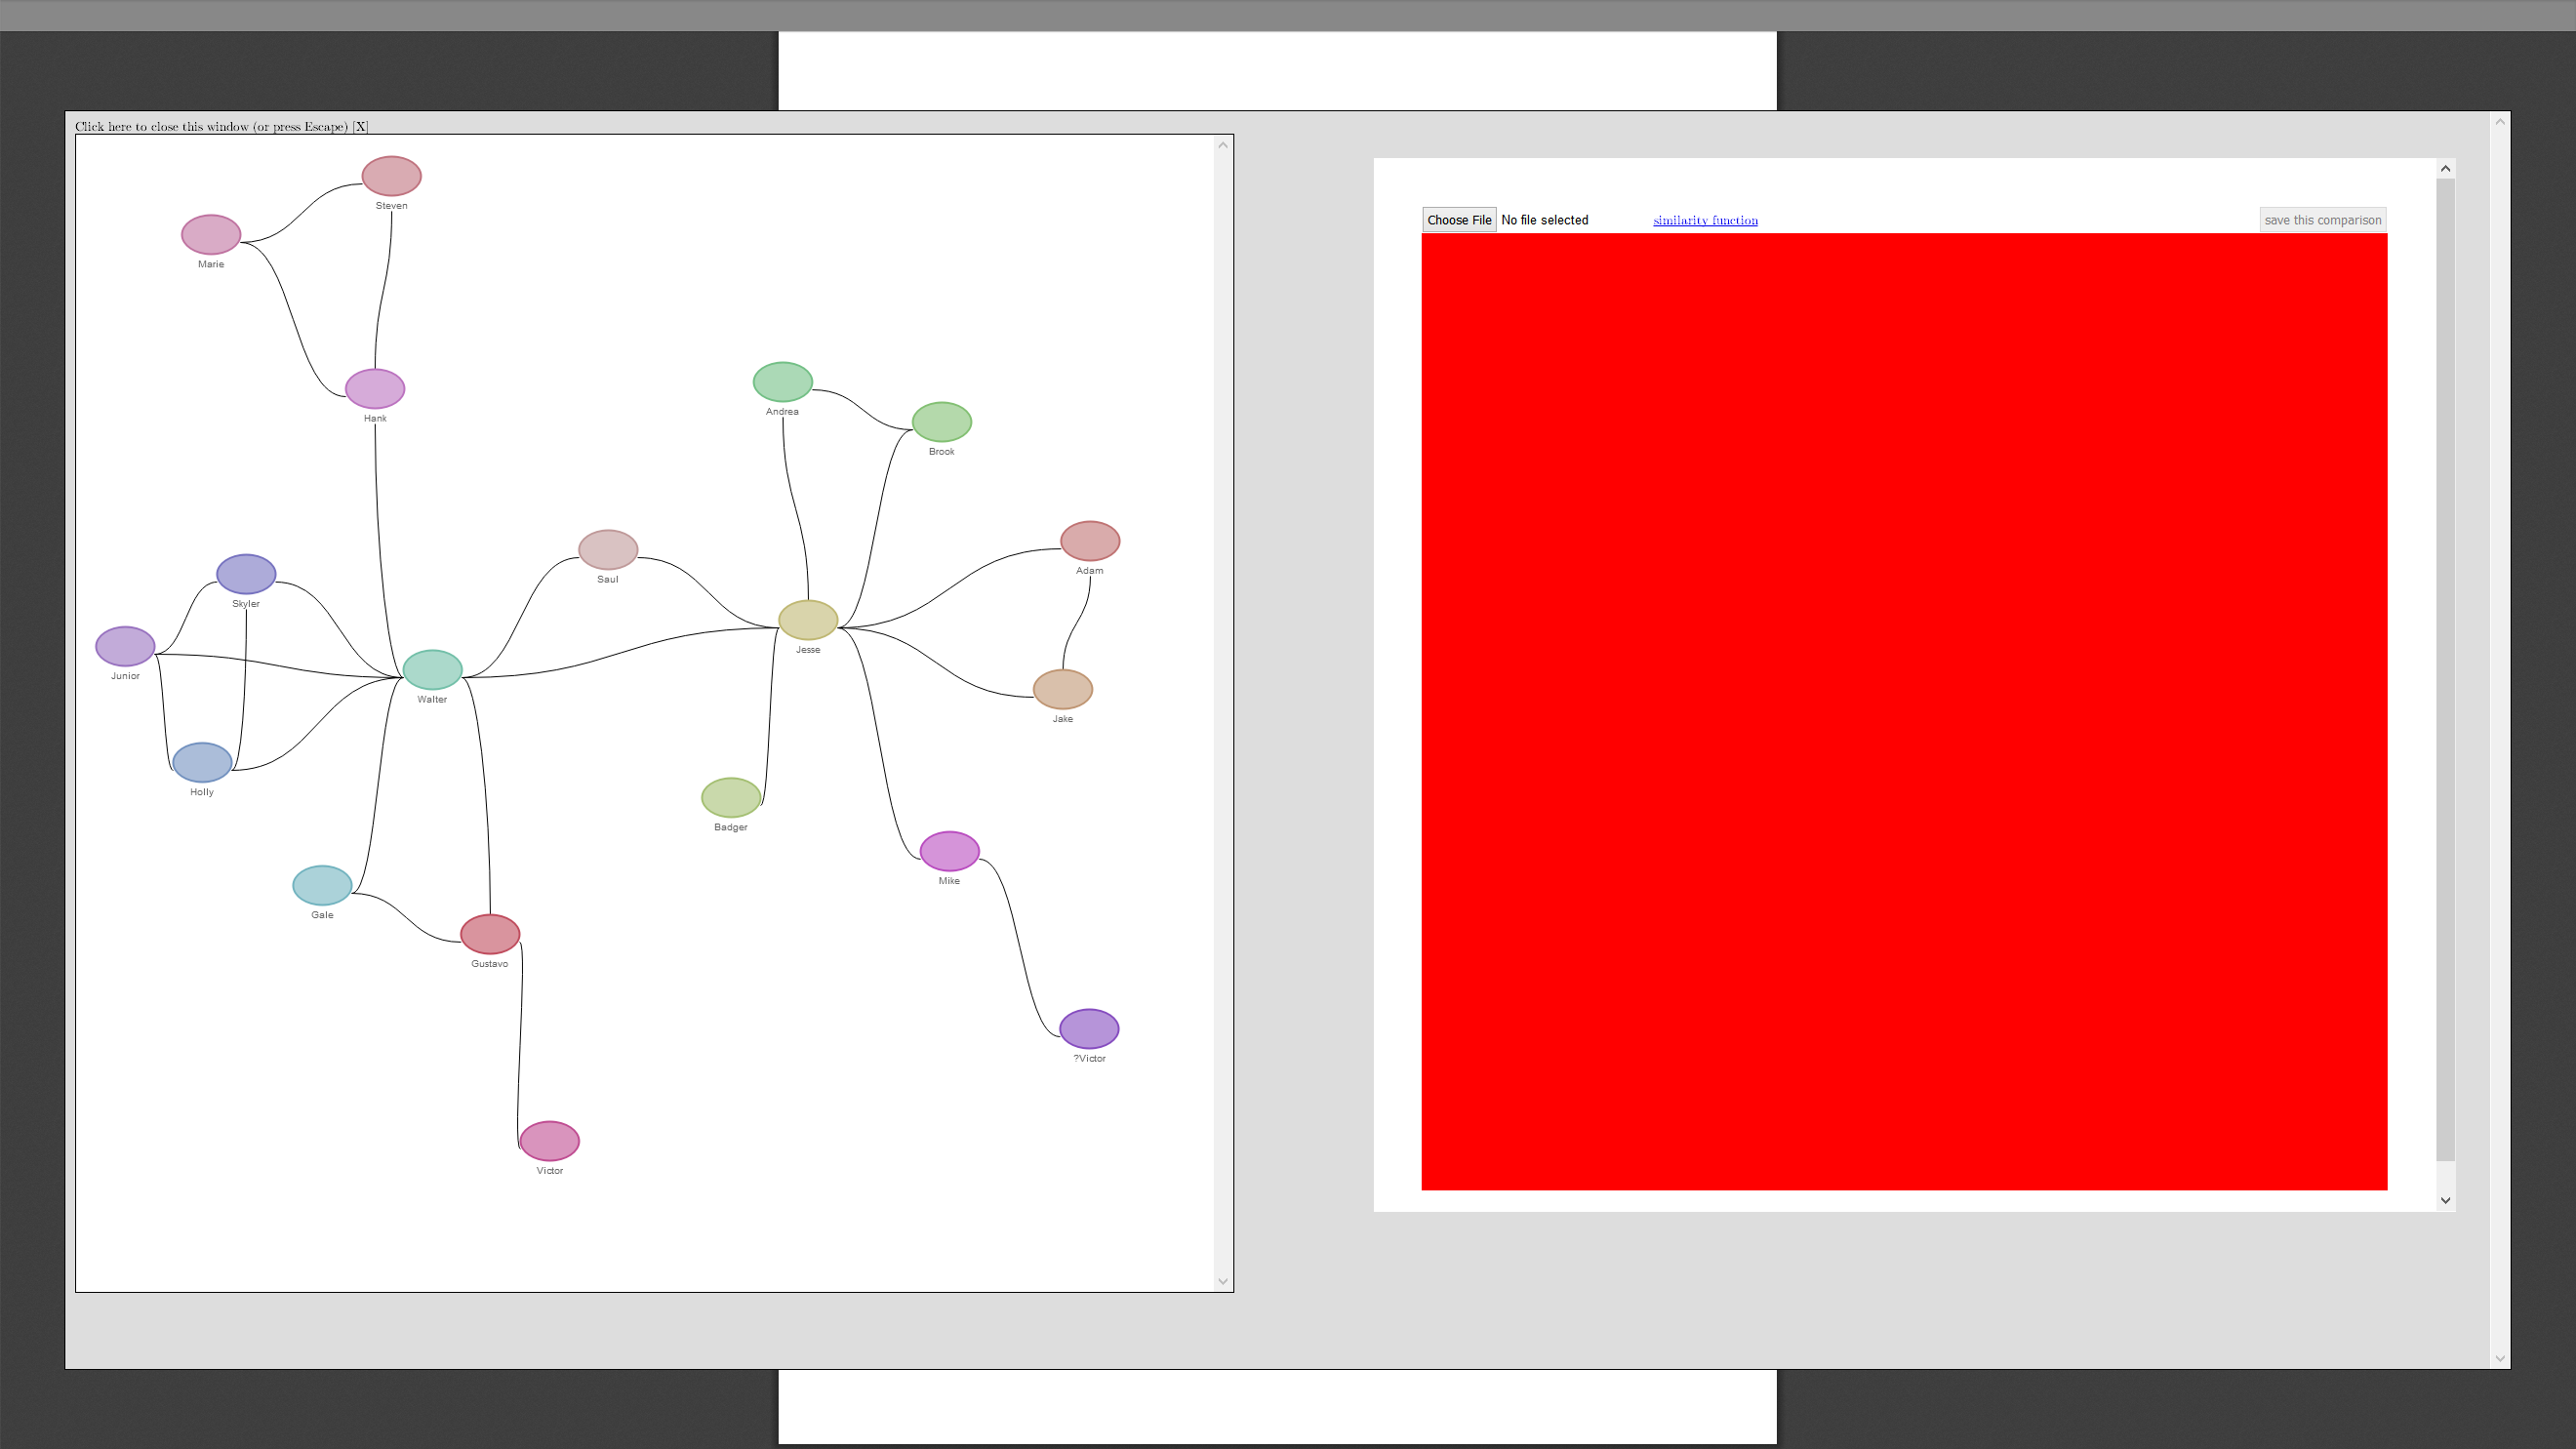 Click here to close this window (or press Escape) [X]
Steven
Marie
Hank
Andrea
Brook
Saul
Adam
Skyler
Jesse
Junior
Walter
Jake
Holly
Badger
Mike
Gale
Gustavo
?Victor
Victor
Choose File No file selected similarity function save this comparison